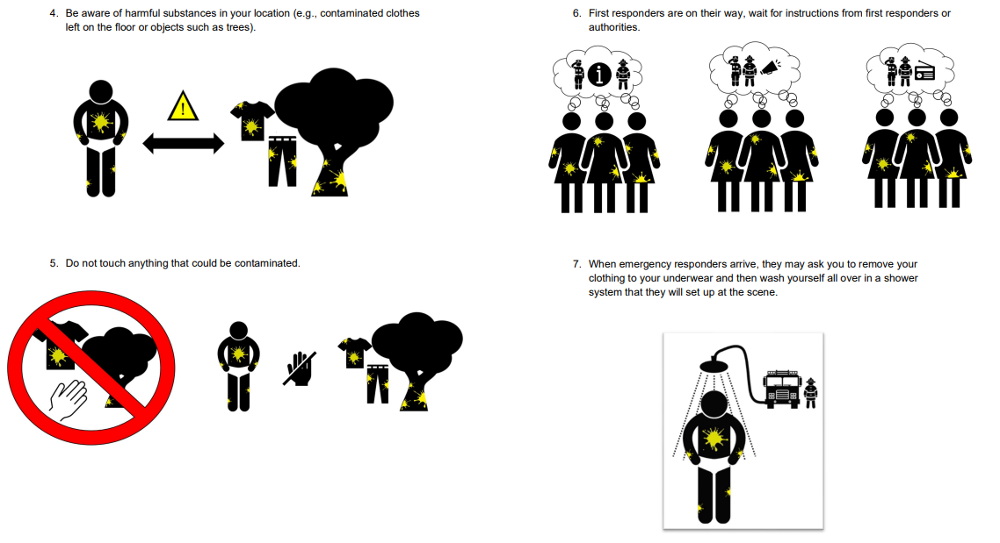 4. Be aware of harmful substances in your location (e.g., contaminated clothes
left on the floor or objects such as trees).
!
5. Do not touch anything that could be contaminated.
6. First responders are on their way, wait for instructions from first responders or
authorities.
i
7. When emergency responders arrive, they may ask you to remove your
clothing to your underwear and then wash yourself all over in a shower
system that they will set up at the scene.